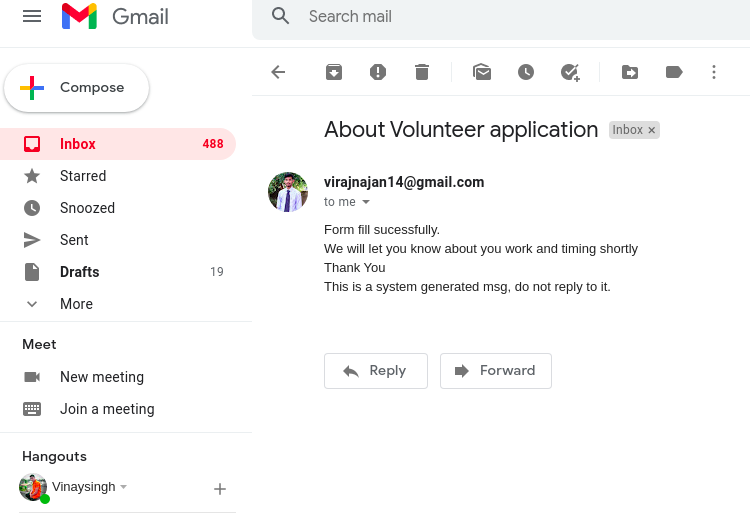 Gmail
Search mail
Compose
About Volunteer application Inbox ×
Inbox 488
Starred
virajnajan14@gmail.com
to me
Snoozed
Sent
Drafts 19
More
Form fill sucessfully.
We will let you know about you work and timing shortly
Thank You
This is a system generated msg, do not reply to it.
Meet
New meeting
Join a meeting
Reply
Forward
Hangouts
Vinaysingh